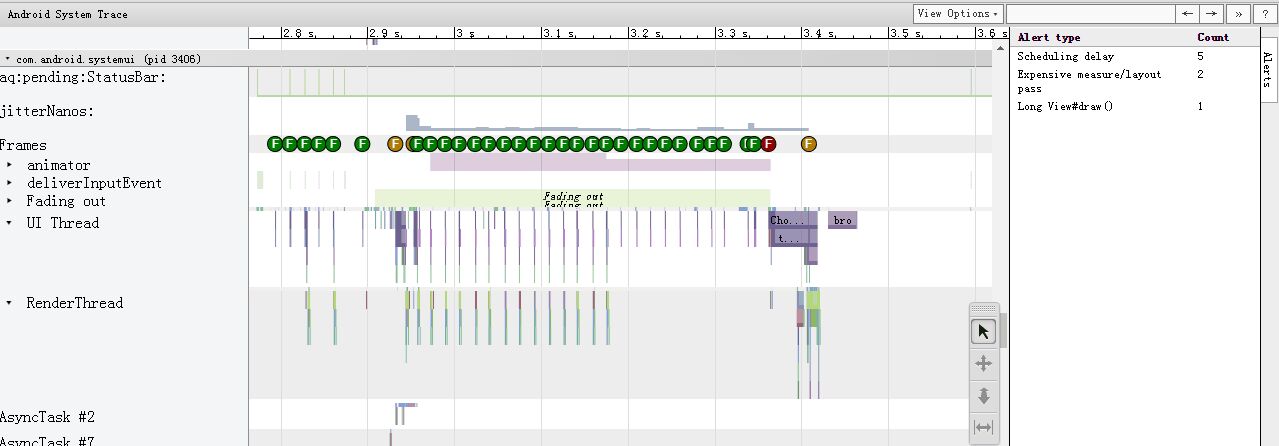 Android System Trace
View Options▾
← → » ?
2.8 s, 2.9 s, 3 s, 3.1 s, 3.2 s, 3.3 s, 3.4 s, 3.5 s, 3.6 s
com.android.systemui (pid 3406)
aq:pending:StatusBar:
jitterNanos:
Frames
F F F F F F F F F F F F F F F F F F F F F F F F F F F F F F F F
animator
deliverInputEvent
Fading out
Fading out
Fading out
UI Thread
Cho... bro
t...
RenderThread
AsyncTask #2
AsyncTask #7
Alert type Count
Scheduling delay 5
Expensive measure/layout 2
pass
Long View#draw() 1
Alerts